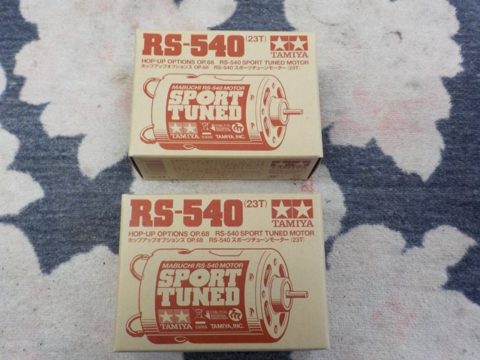 RS-540 (23T)
TAMIYA
HOP-UP OPTIONS OP.68 RS-540 SPORT TUNED MOTOR
ホップアップオプションズ OP.68 RS-540 スポーツチューンモーター (23T)
MABUCHI RS-540 MOTOR
SPORT
TUNED
TAMIYA
TAMIYA, INC.
RS-540 (23T)
TAMIYA
HOP-UP OPTIONS OP.68 RS-540 SPORT TUNED MOTOR
ホップアップオプションズ OP.68 RS-540 スポーツチューンモーター (23T)
MABUCHI RS-540 MOTOR
SPORT
TUNED
TAMIYA
TAMIYA, INC.